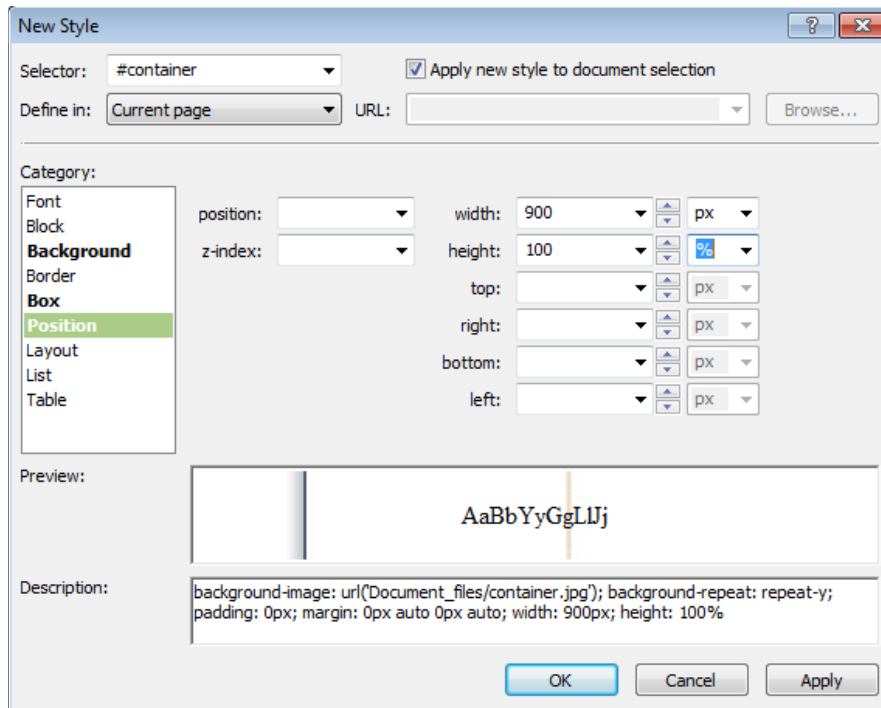 New Style
?
Selector: #container Apply new style to document selection
Define in: Current page URL: Browse...
Category:
Font
Block
Background
Border
Box
Position
Layout
List
Table
position: width: 900 px
z-index: height: 100 %
top: px
right: px
bottom: px
left: px
Preview:
AaBbYyGgLlJj
Description:
background-image: url('Document_files/container.jpg'); background-repeat: repeat-y;
padding: 0px; margin: 0px auto 0px auto; width: 900px; height: 100%
OK Cancel Apply